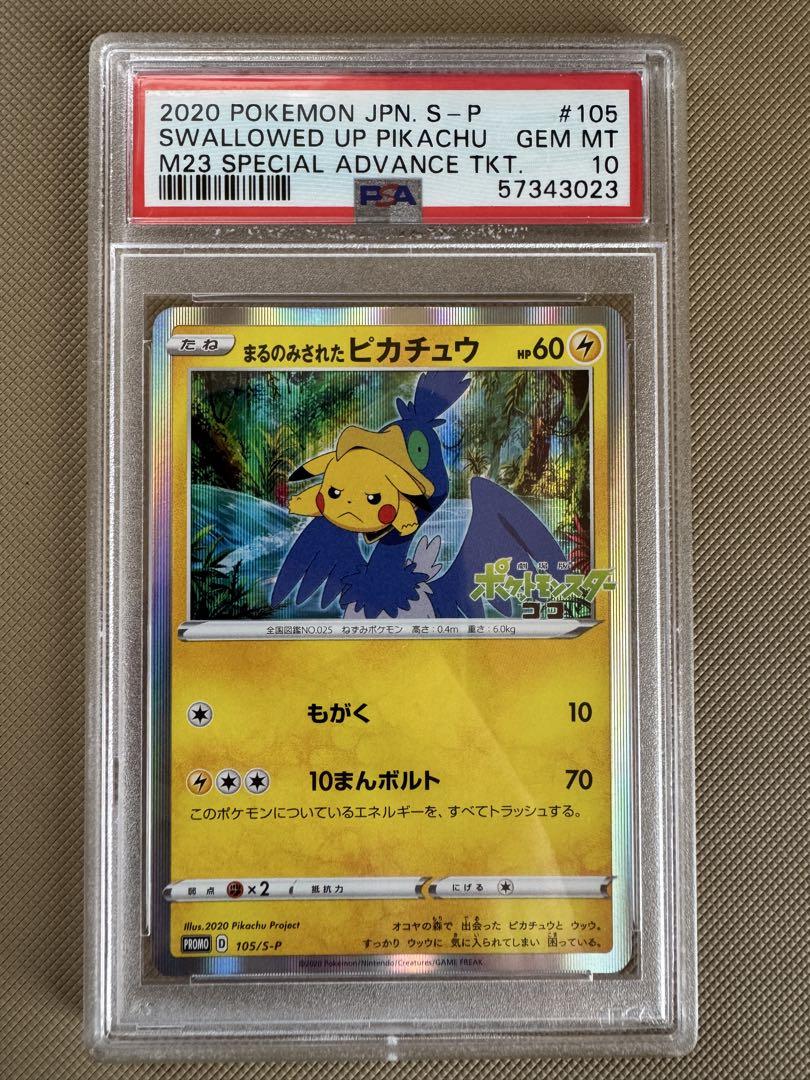 2020 POKEMON JPN. S-P #105
SWALLOWED UP PIKACHU GEM MT
M23 SPECIAL ADVANCE TKT. 10
PSA 57343023
たね まるのみされたピカチュウ HP60
劇場版
ポケットモンスター
ココ
全国図鑑NO.025 ねずみポケモン 高さ:0.4m 重さ:6.0kg
もがく 10
10まんボルト 70
このポケモンについているエネルギーを、すべてトラッシュする。
弱点 ×2 抵抗力 にげる
Illus.2020 Pikachu Project
PROMO D 105/S-P
オコヤの森で出会ったピカチュウとウッウ。
すっかりウッウに気に入られてしまい困っている。
©2020 Pokémon/Nintendo/Creatures/GAME FREAK.